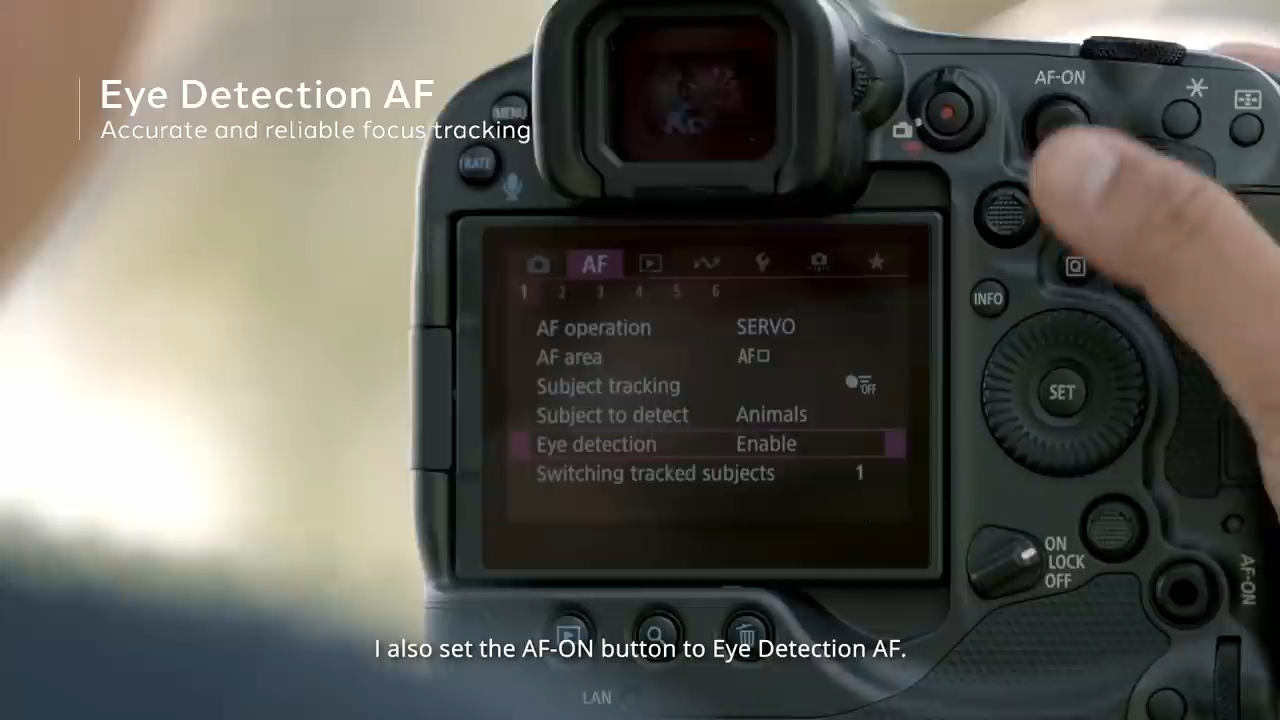 Eye Detection AF
Accurate and reliable focus tracking
MENU
RATE
AF-ON
Q
INFO
AF
1 2 3 4 5 6
AF operation SERVO
AF area AF
Subject tracking OFF
Subject to detect Animals
Eye detection Enable
Switching tracked subjects 1
SET
ON
LOCK
OFF
AF-ON
I also set the AF-ON button to Eye Detection AF.
LAN